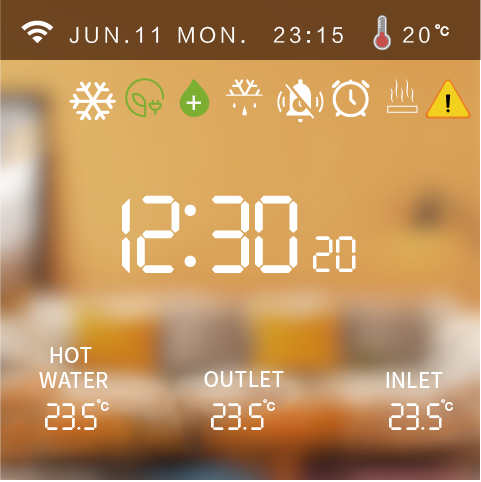 JUN.11 MON. 23:15 20℃
12:30 20
HOT
WATER
23.5℃
OUTLET
23.5℃
INLET
23.5℃